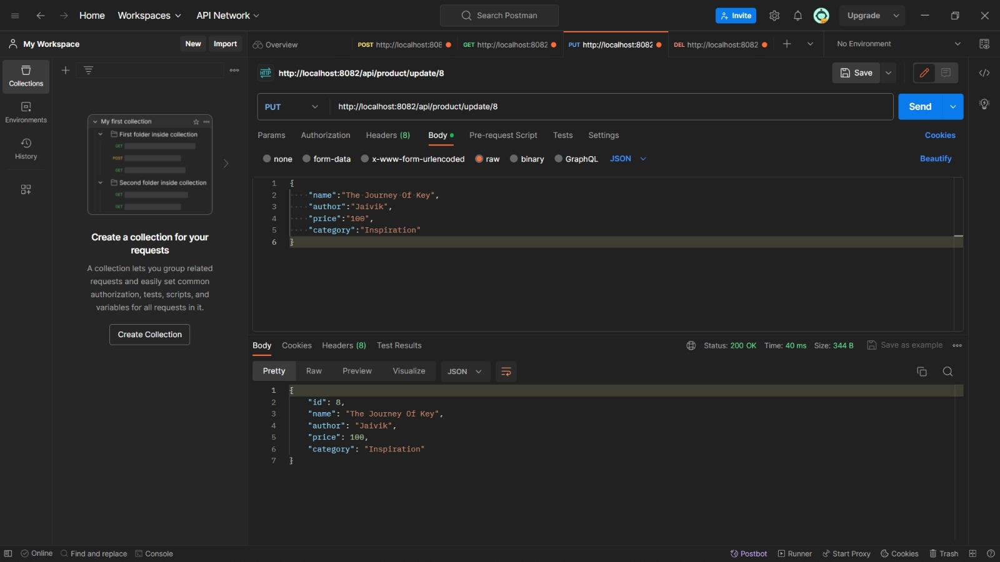 Home Workspaces API Network Search Postman Invite Upgrade
My Workspace New Import Overview POST http://localhost:808 GET http://localhost:8082 PUT http://localhost:8082 DEL http://localhost:8082 No Environment
Collections
Environments
History
My first collection
First folder inside collection
GET
POST
GET
Second folder inside collection
GET
GET
Create a collection for your
requests
A collection lets you group related
requests and easily set common
authorization, tests, scripts, and
variables for all requests in it.
Create Collection
HTTP http://localhost:8082/api/product/update/8 Save
PUT http://localhost:8082/api/product/update/8 Send
Params Authorization Headers (8) Body Pre-request Script Tests Settings Cookies
none form-data x-www-form-urlencoded raw binary GraphQL JSON Beautify
1 {
2 "name":"The Journey Of Key",
3 "author":"Jaivik",
4 "price":"100",
5 "category":"Inspiration"
6 }
Body Cookies Headers (8) Test Results Status: 200 OK Time: 40 ms Size: 344 B Save as example
Pretty Raw Preview Visualize JSON
1 {
2 "id": 8,
3 "name": "The Journey Of Key",
4 "author": "Jaivik",
5 "price": 100,
6 "category": "Inspiration"
7 }
Online Find and replace Console Postbot Runner Start Proxy Cookies Trash